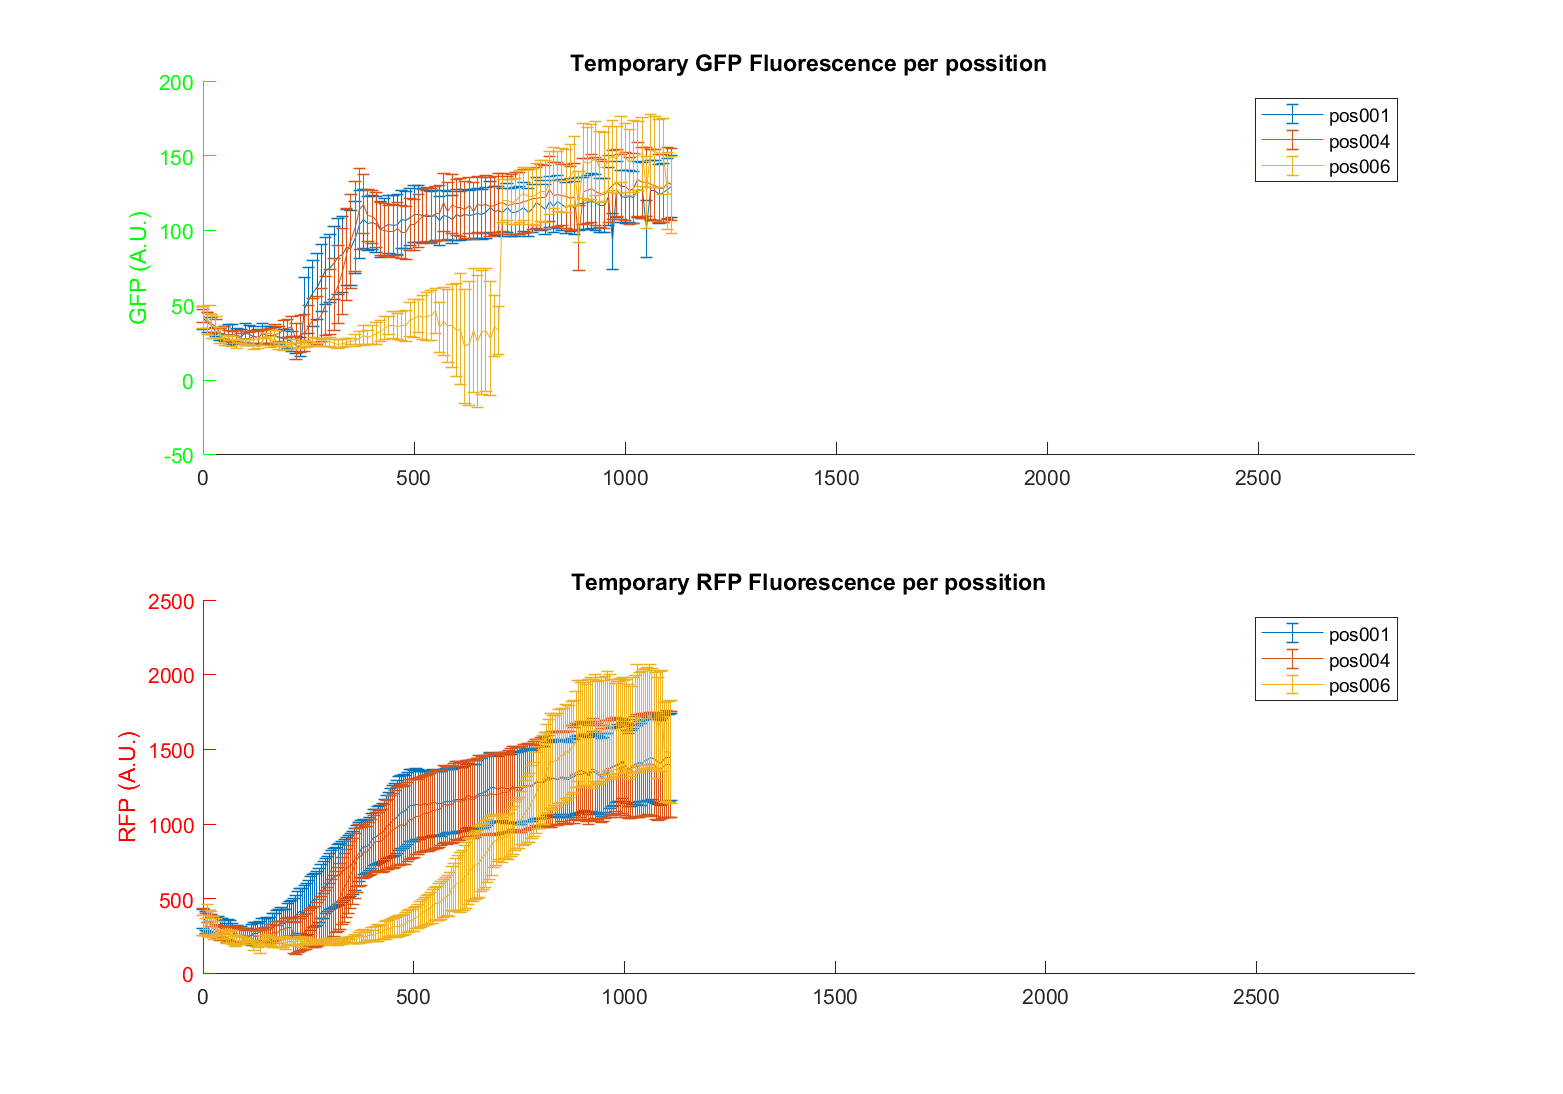 Temporary GFP Fluorescence per possition
200
150
100
50
0
-50
GFP (A.U.)
0 500 1000 1500 2000 2500
pos001
pos004
pos006
Temporary RFP Fluorescence per possition
2500
2000
1500
1000
500
0
RFP (A.U.)
0 500 1000 1500 2000 2500
pos001
pos004
pos006